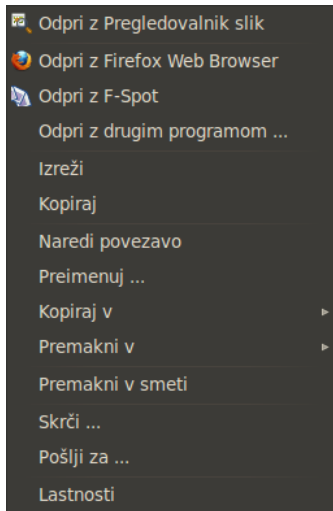 Odpri z Pregledovalnik slik
Odpri z Firefox Web Browser
Odpri z F-Spot
Odpri z drugim programom ...
Izreži
Kopiraj
Naredi povezavo
Preimenuj ...
Kopiraj v
Premakni v
Premakni v smeti
Skrči ...
Pošlji za ...
Lastnosti